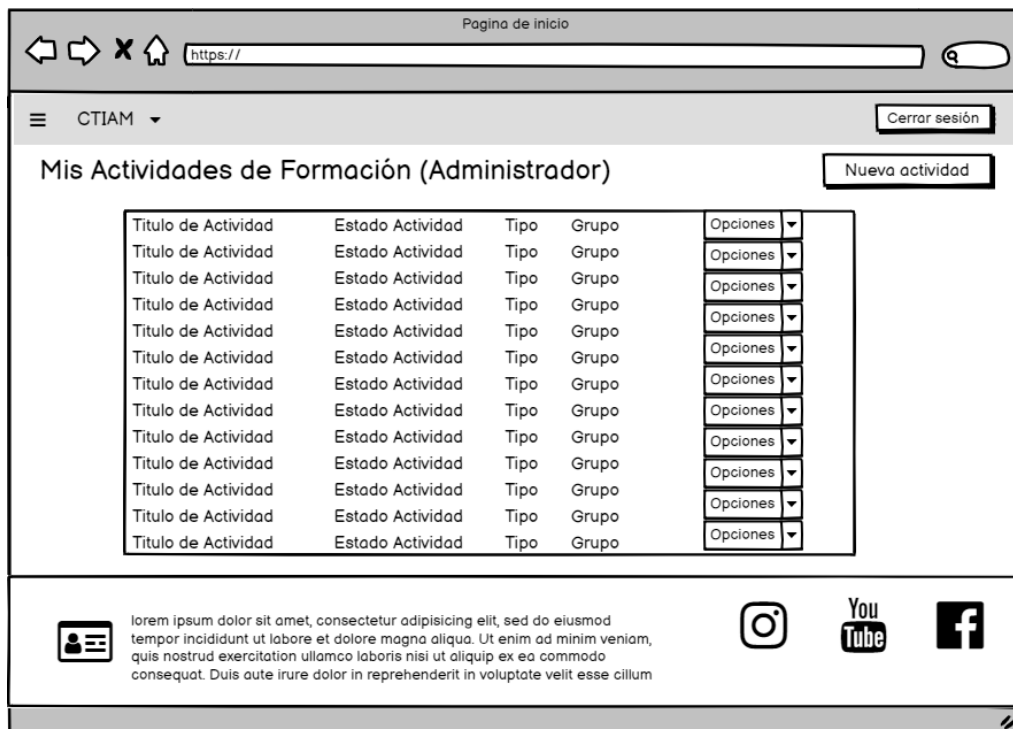 Pagina de inicio
https://
CTIAM
Cerrar sesión
Mis Actividades de Formación (Administrador)
Nueva actividad
Titulo de Actividad Estado Actividad Tipo Grupo Opciones
Titulo de Actividad Estado Actividad Tipo Grupo Opciones
Titulo de Actividad Estado Actividad Tipo Grupo Opciones
Titulo de Actividad Estado Actividad Tipo Grupo Opciones
Titulo de Actividad Estado Actividad Tipo Grupo
Titulo de Actividad Estado Actividad Tipo Grupo Opciones
Titulo de Actividad Estado Actividad Tipo Grupo Opciones
Titulo de Actividad Estado Actividad Tipo Grupo Opciones
Titulo de Actividad Estado Actividad Tipo Grupo Opciones
Titulo de Actividad Estado Actividad Tipo Grupo Opciones
Titulo de Actividad Estado Actividad Tipo Grupo Opciones
Titulo de Actividad Estado Actividad Tipo Grupo
Titulo de Actividad Estado Actividad Tipo Grupo Opciones
lorem ipsum dolor sit amet, consectetur adipisicing elit, sed do eiusmod
tempor incididunt ut labore et dolore magna aliqua. Ut enim ad minim veniam,
quis nostrud exercitation ullamco laboris nisi ut aliquip ex ea commodo
consequat. Duis aute irure dolor in reprehenderit in voluptate velit esse cillum
You
Tube